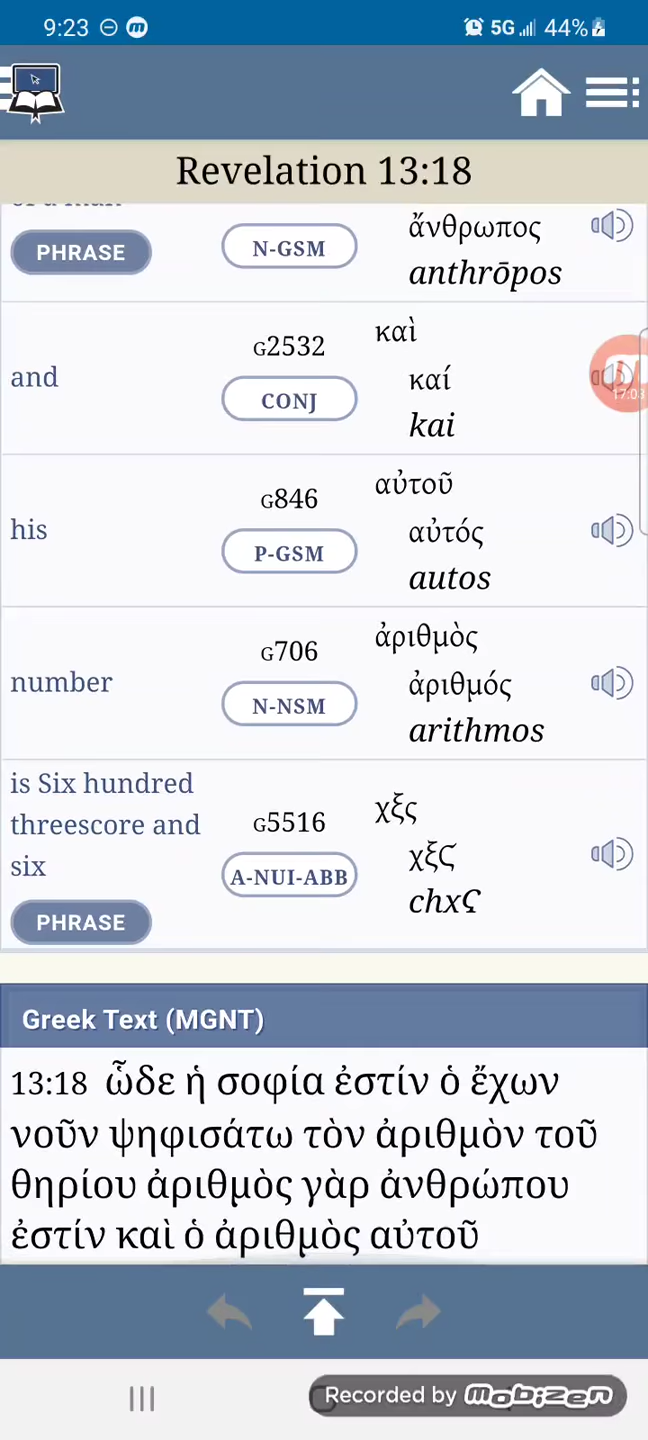 9:23
5G 44%
Revelation 13:18
PHRASE
N-GSM
ἄνθρωπος
anthrōpos
and
G2532
CONJ
καὶ
καί
kai
17:03
his
G846
P-GSM
αὐτοῦ
αὐτός
autos
number
G706
N-NSM
ἀριθμὸς
ἀριθμός
arithmos
is Six hundred
threescore and
six
PHRASE
G5516
A-NUI-ABB
χξς
χξϚ
chxϚ
Greek Text (MGNT)
13:18 ὧδε ἡ σοφία ἐστίν ὁ ἔχων
νοῦν ψηφισάτω τὸν ἀριθμὸν τοῦ
θηρίου ἀριθμὸς γὰρ ἀνθρώπου
ἐστίν καὶ ὁ ἀριθμὸς αὐτοῦ
Recorded by mobizen